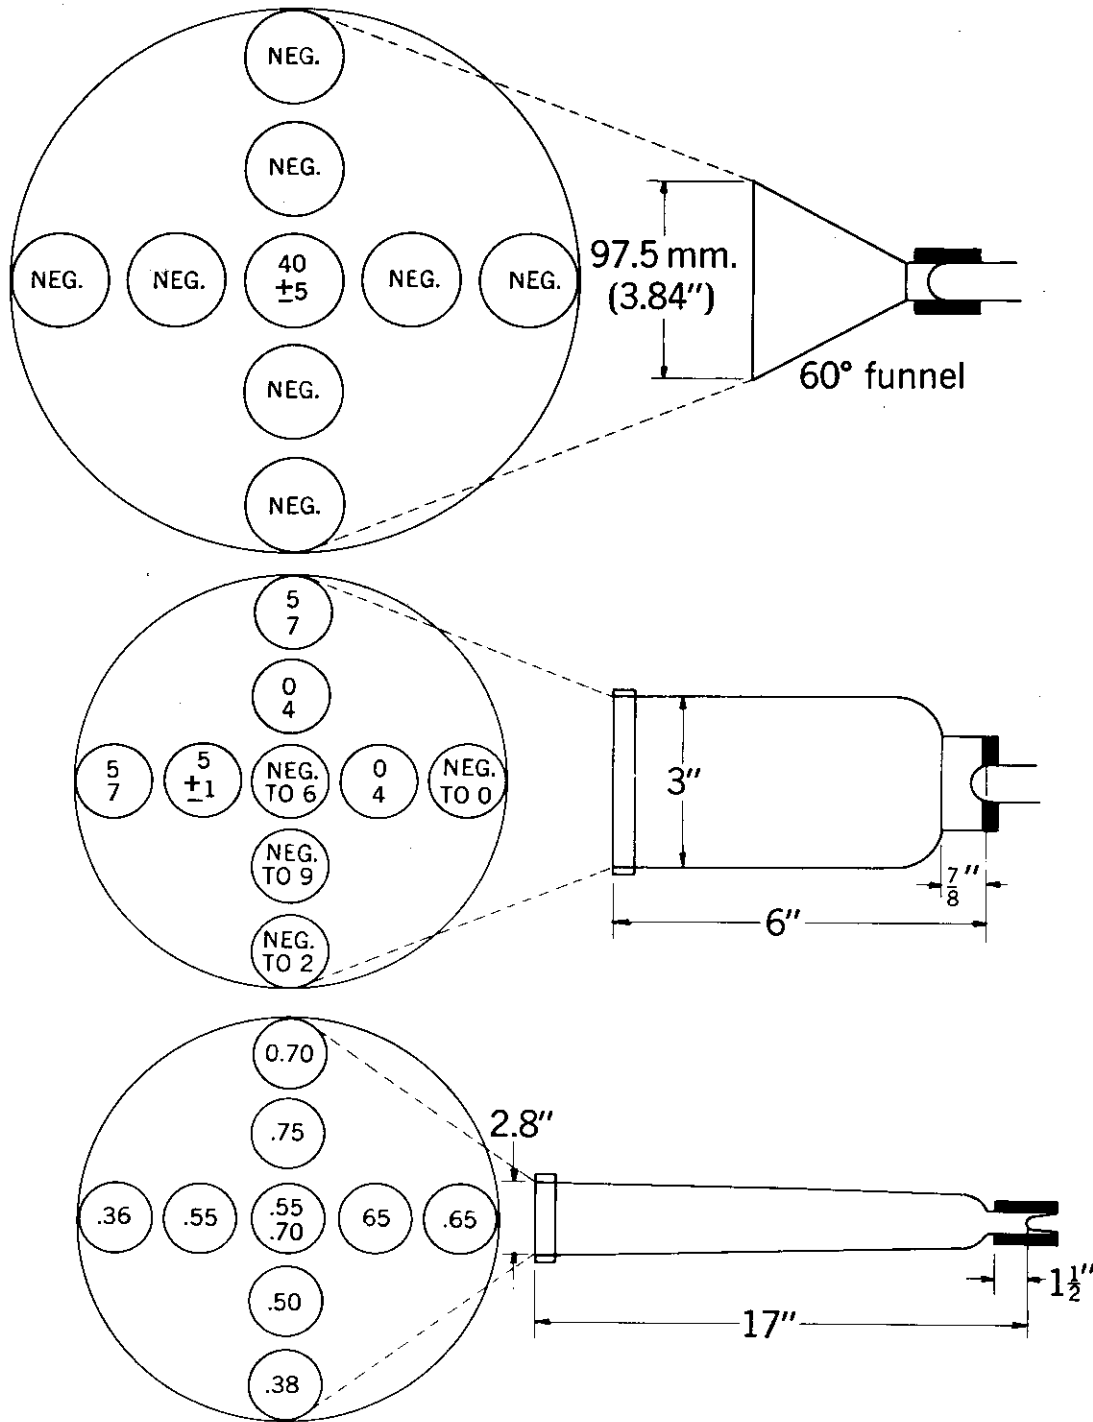 NEG.
NEG.
NEG.
NEG.
40
±5
NEG.
NEG.
NEG.
NEG.
97.5 mm.
(3.84")
60° funnel
5
7
0
4
5
7
5
±1
NEG.
TO 6
0
4
NEG.
TO 0
NEG.
TO 9
NEG.
TO 2
3"
7/8"
6"
0.70
.75
.36
.55
.55
.70
65
.65
.50
.38
2.8"
1 1/2"
17"